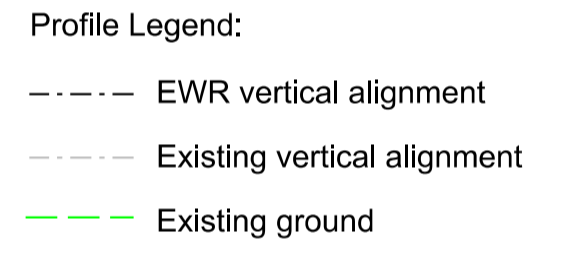 Profile Legend:
EWR vertical alignment
Existing vertical alignment
Existing ground